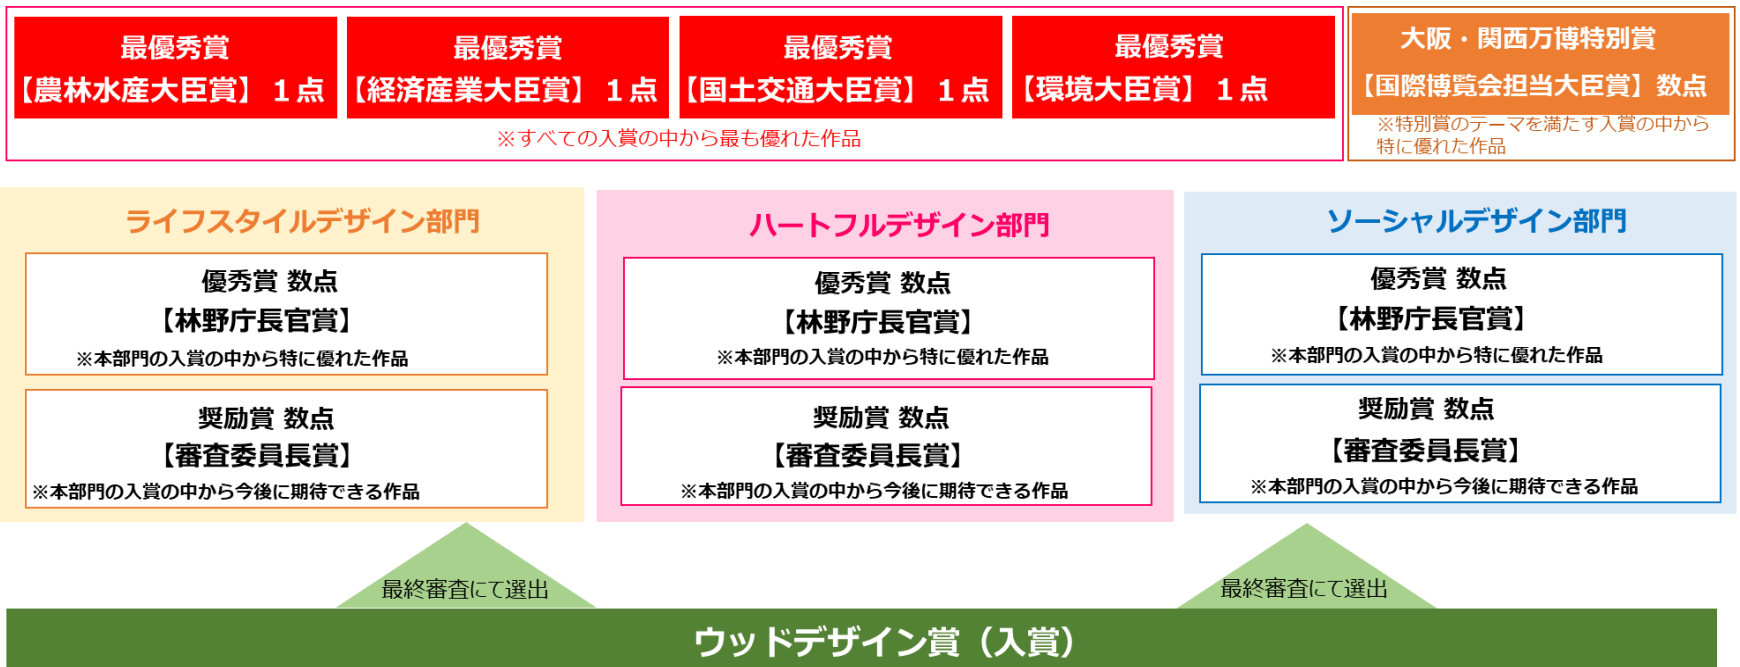 最優秀賞
【農林水産大臣賞】１点
最優秀賞
【経済産業大臣賞】１点
最優秀賞
【国土交通大臣賞】１点
最優秀賞
【環境大臣賞】１点
※すべての入賞の中から最も優れた作品
大阪・関西万博特別賞
【国際博覧会担当大臣賞】数点
※特別賞のテーマを満たす入賞の中から
特に優れた作品
ライフスタイルデザイン部門
優秀賞 数点
【林野庁長官賞】
※本部門の入賞の中から特に優れた作品
奨励賞 数点
【審査委員長賞】
※本部門の入賞の中から今後に期待できる作品
ハートフルデザイン部門
優秀賞 数点
【林野庁長官賞】
※本部門の入賞の中から特に優れた作品
奨励賞 数点
【審査委員長賞】
※本部門の入賞の中から今後に期待できる作品
ソーシャルデザイン部門
優秀賞 数点
【林野庁長官賞】
※本部門の入賞の中から特に優れた作品
奨励賞 数点
【審査委員長賞】
※本部門の入賞の中から今後に期待できる作品
最終審査にて選出
最終審査にて選出
ウッドデザイン賞（入賞）